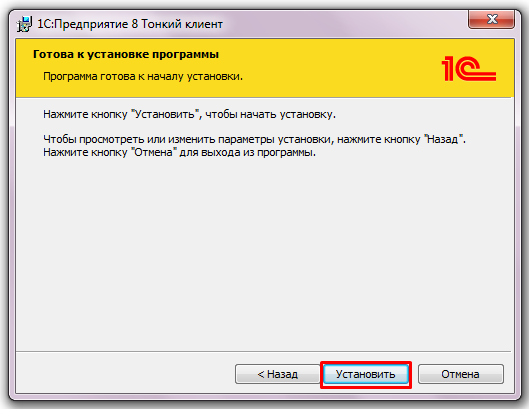 1С:Предприятие 8 Тонкий клиент
Готова к установке программы
Программа готова к началу установки.
1С
Нажмите кнопку "Установить", чтобы начать установку.
Чтобы просмотреть или изменить параметры установки, нажмите кнопку "Назад".
Нажмите кнопку "Отмена" для выхода из программы.
< Назад
Установить
Отмена